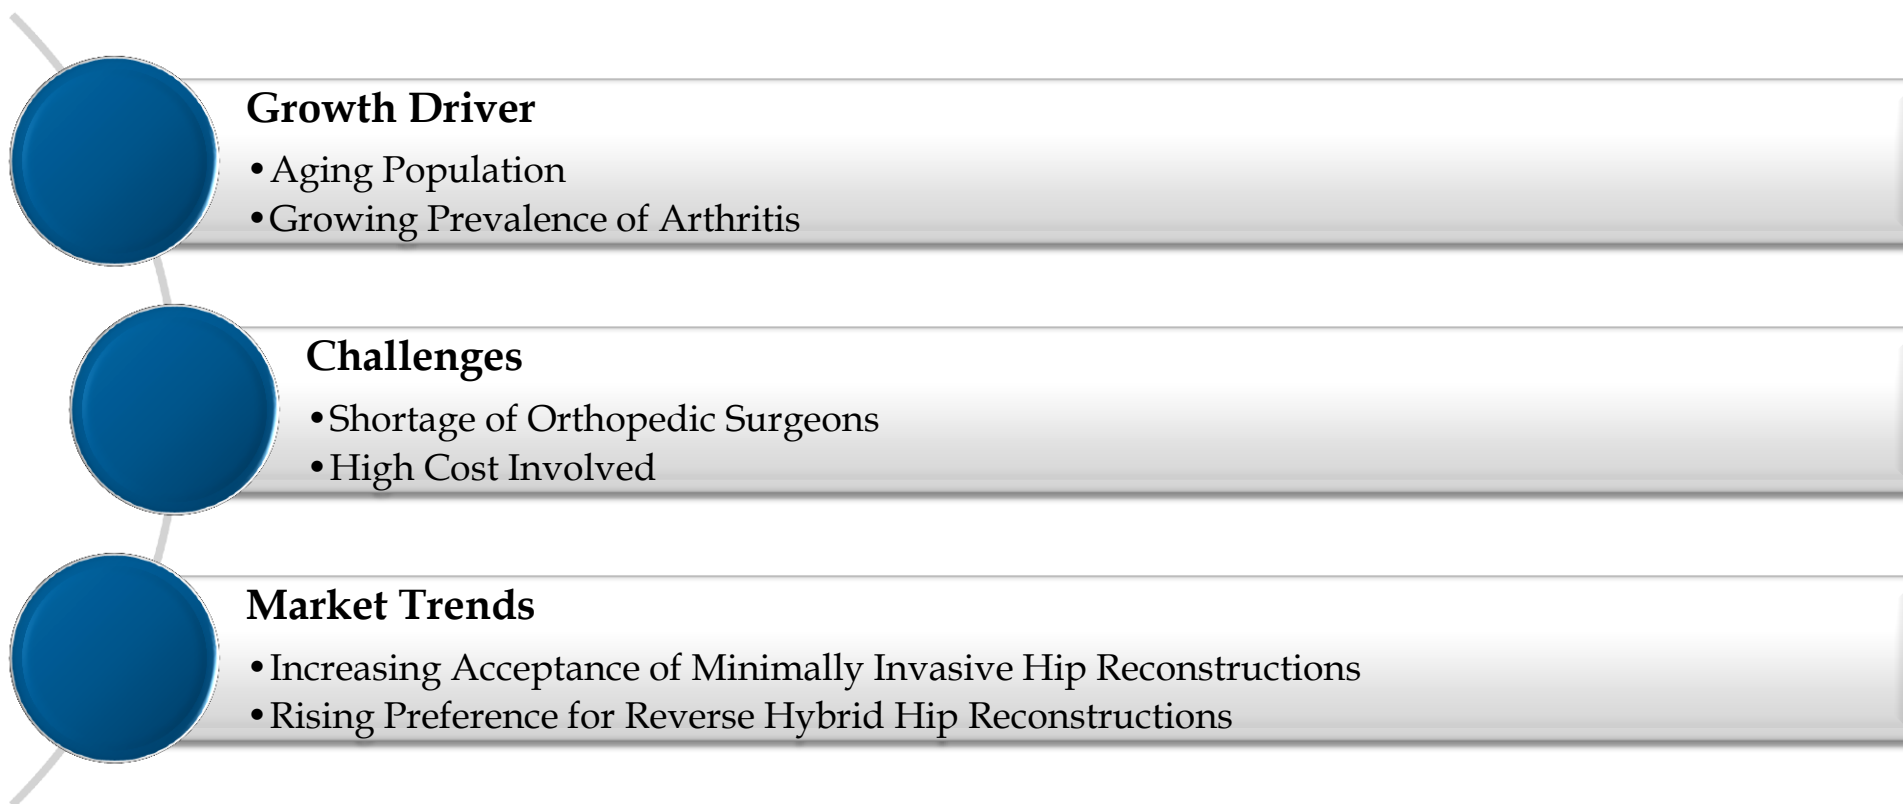 Growth Driver
•Aging Population
•Growing Prevalence of Arthritis
Challenges
•Shortage of Orthopedic Surgeons
•High Cost Involved
Market Trends
•Increasing Acceptance of Minimally Invasive Hip Reconstructions
•Rising Preference for Reverse Hybrid Hip Reconstructions